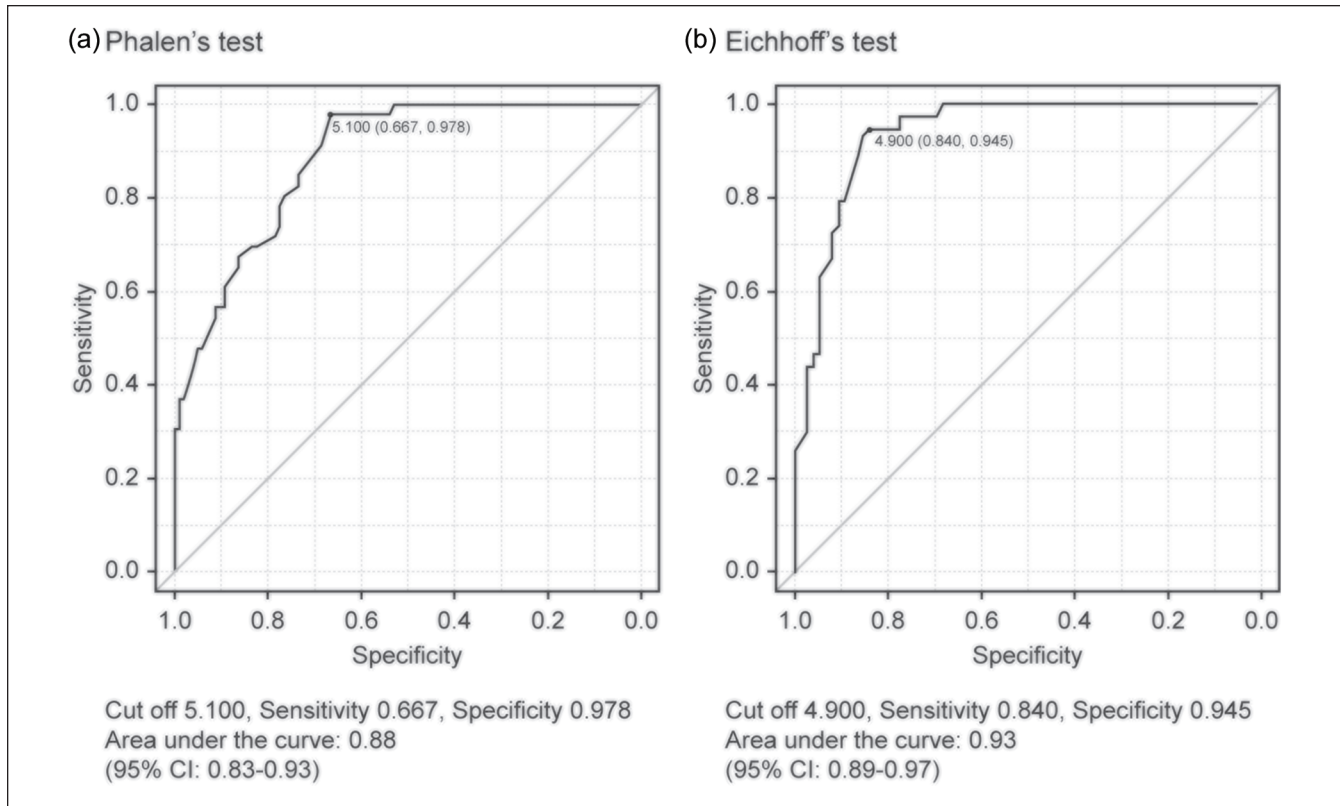 (a) Phalen's test
1.0
0.8
0.6
0.4
0.2
0.0
Sensitivity
5.100 (0.667, 0.978)
1.0 0.8 0.6 0.4 0.2 0.0
Specificity
Cut off 5.100, Sensitivity 0.667, Specificity 0.978
Area under the curve: 0.88
(95% CI: 0.83-0.93)
(b) Eichhoff's test
1.0
0.8
0.6
0.4
0.2
0.0
Sensitivity
4.900 (0.840, 0.945)
1.0 0.8 0.6 0.4 0.2 0.0
Specificity
Cut off 4.900, Sensitivity 0.840, Specificity 0.945
Area under the curve: 0.93
(95% CI: 0.89-0.97)